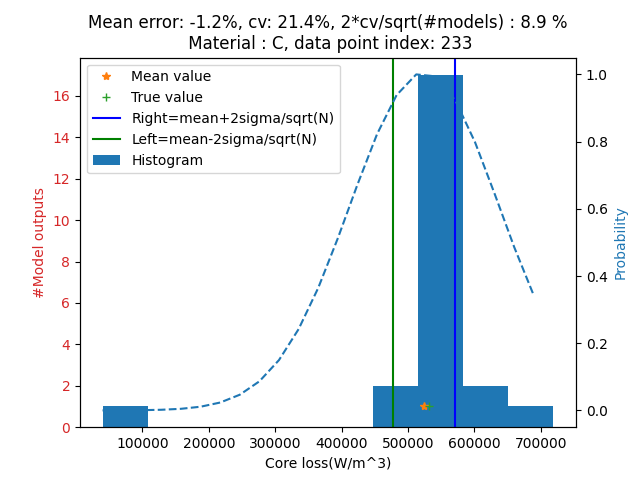 Mean error: -1.2%, cv: 21.4%, 2*cv/sqrt(#models) : 8.9 %
Material : C, data point index: 233
Mean value
True value
Right=mean+2sigma/sqrt(N)
Left=mean-2sigma/sqrt(N)
Histogram
#Model outputs
16
14
12
10
8
6
4
2
0
1.0
0.8
0.6
0.4
0.2
0.0
Probability
100000 200000 300000 400000 500000 600000 700000
Core loss(W/m^3)